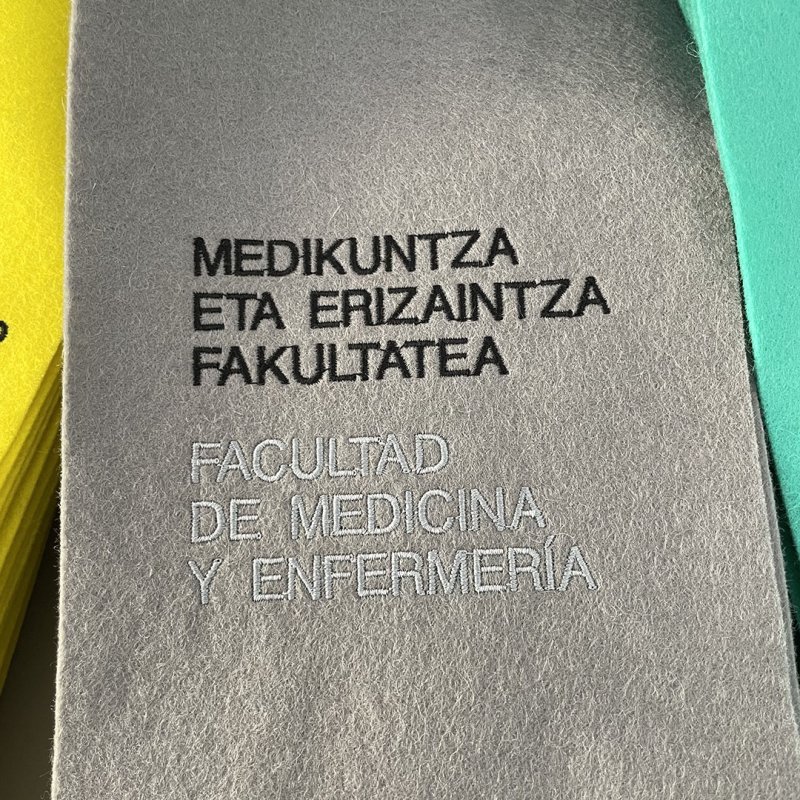 MEDIKUNTZA
ETA ERIZAINTZA
FAKULTATEA
FACULTAD
DE MEDICINA
Y ENFERMERÍA